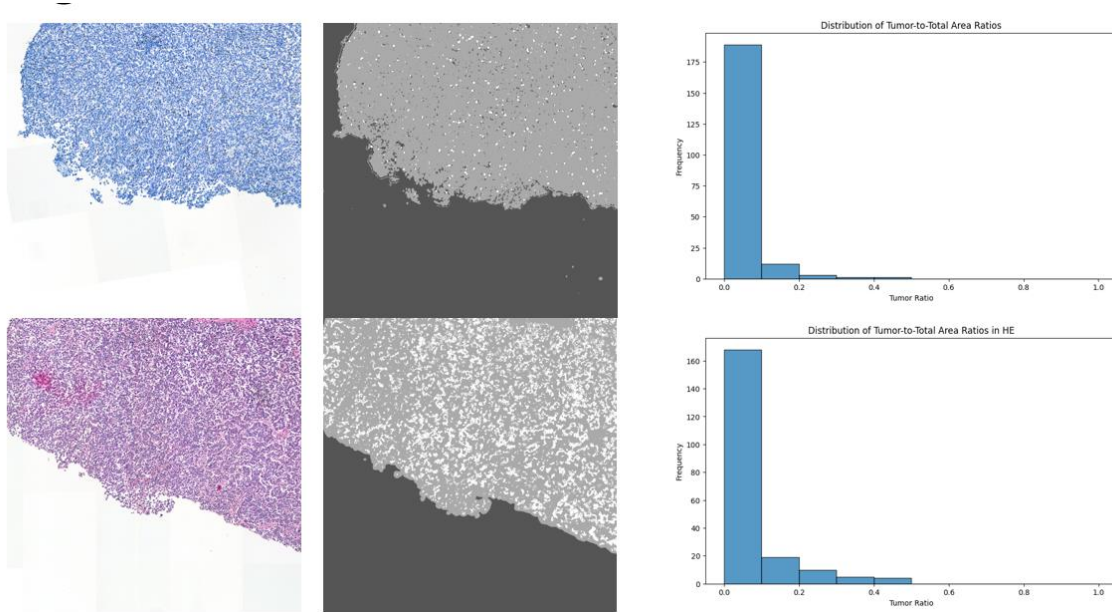 Distribution of Tumor-to-Total Area Ratios
Frequency
175
150
125
100
75
50
25
0
0.0 0.2 0.4 0.6 0.8 1.0
Tumor Ratio
Distribution of Tumor-to-Total Area Ratios in HE
Frequency
160
140
120
100
80
60
40
20
0
0.0 0.2 0.4 0.6 0.8 1.0
Tumor Ratio